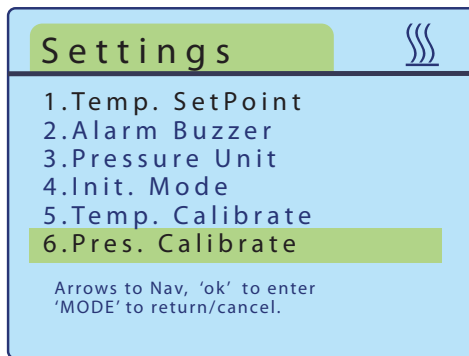 Settings
1.Temp. SetPoint
2.Alarm Buzzer
3.Pressure Unit
4.Init. Mode
5.Temp. Calibrate
6.Pres. Calibrate
Arrows to Nav, ‘ok’ to enter
‘MODE’ to return/cancel.